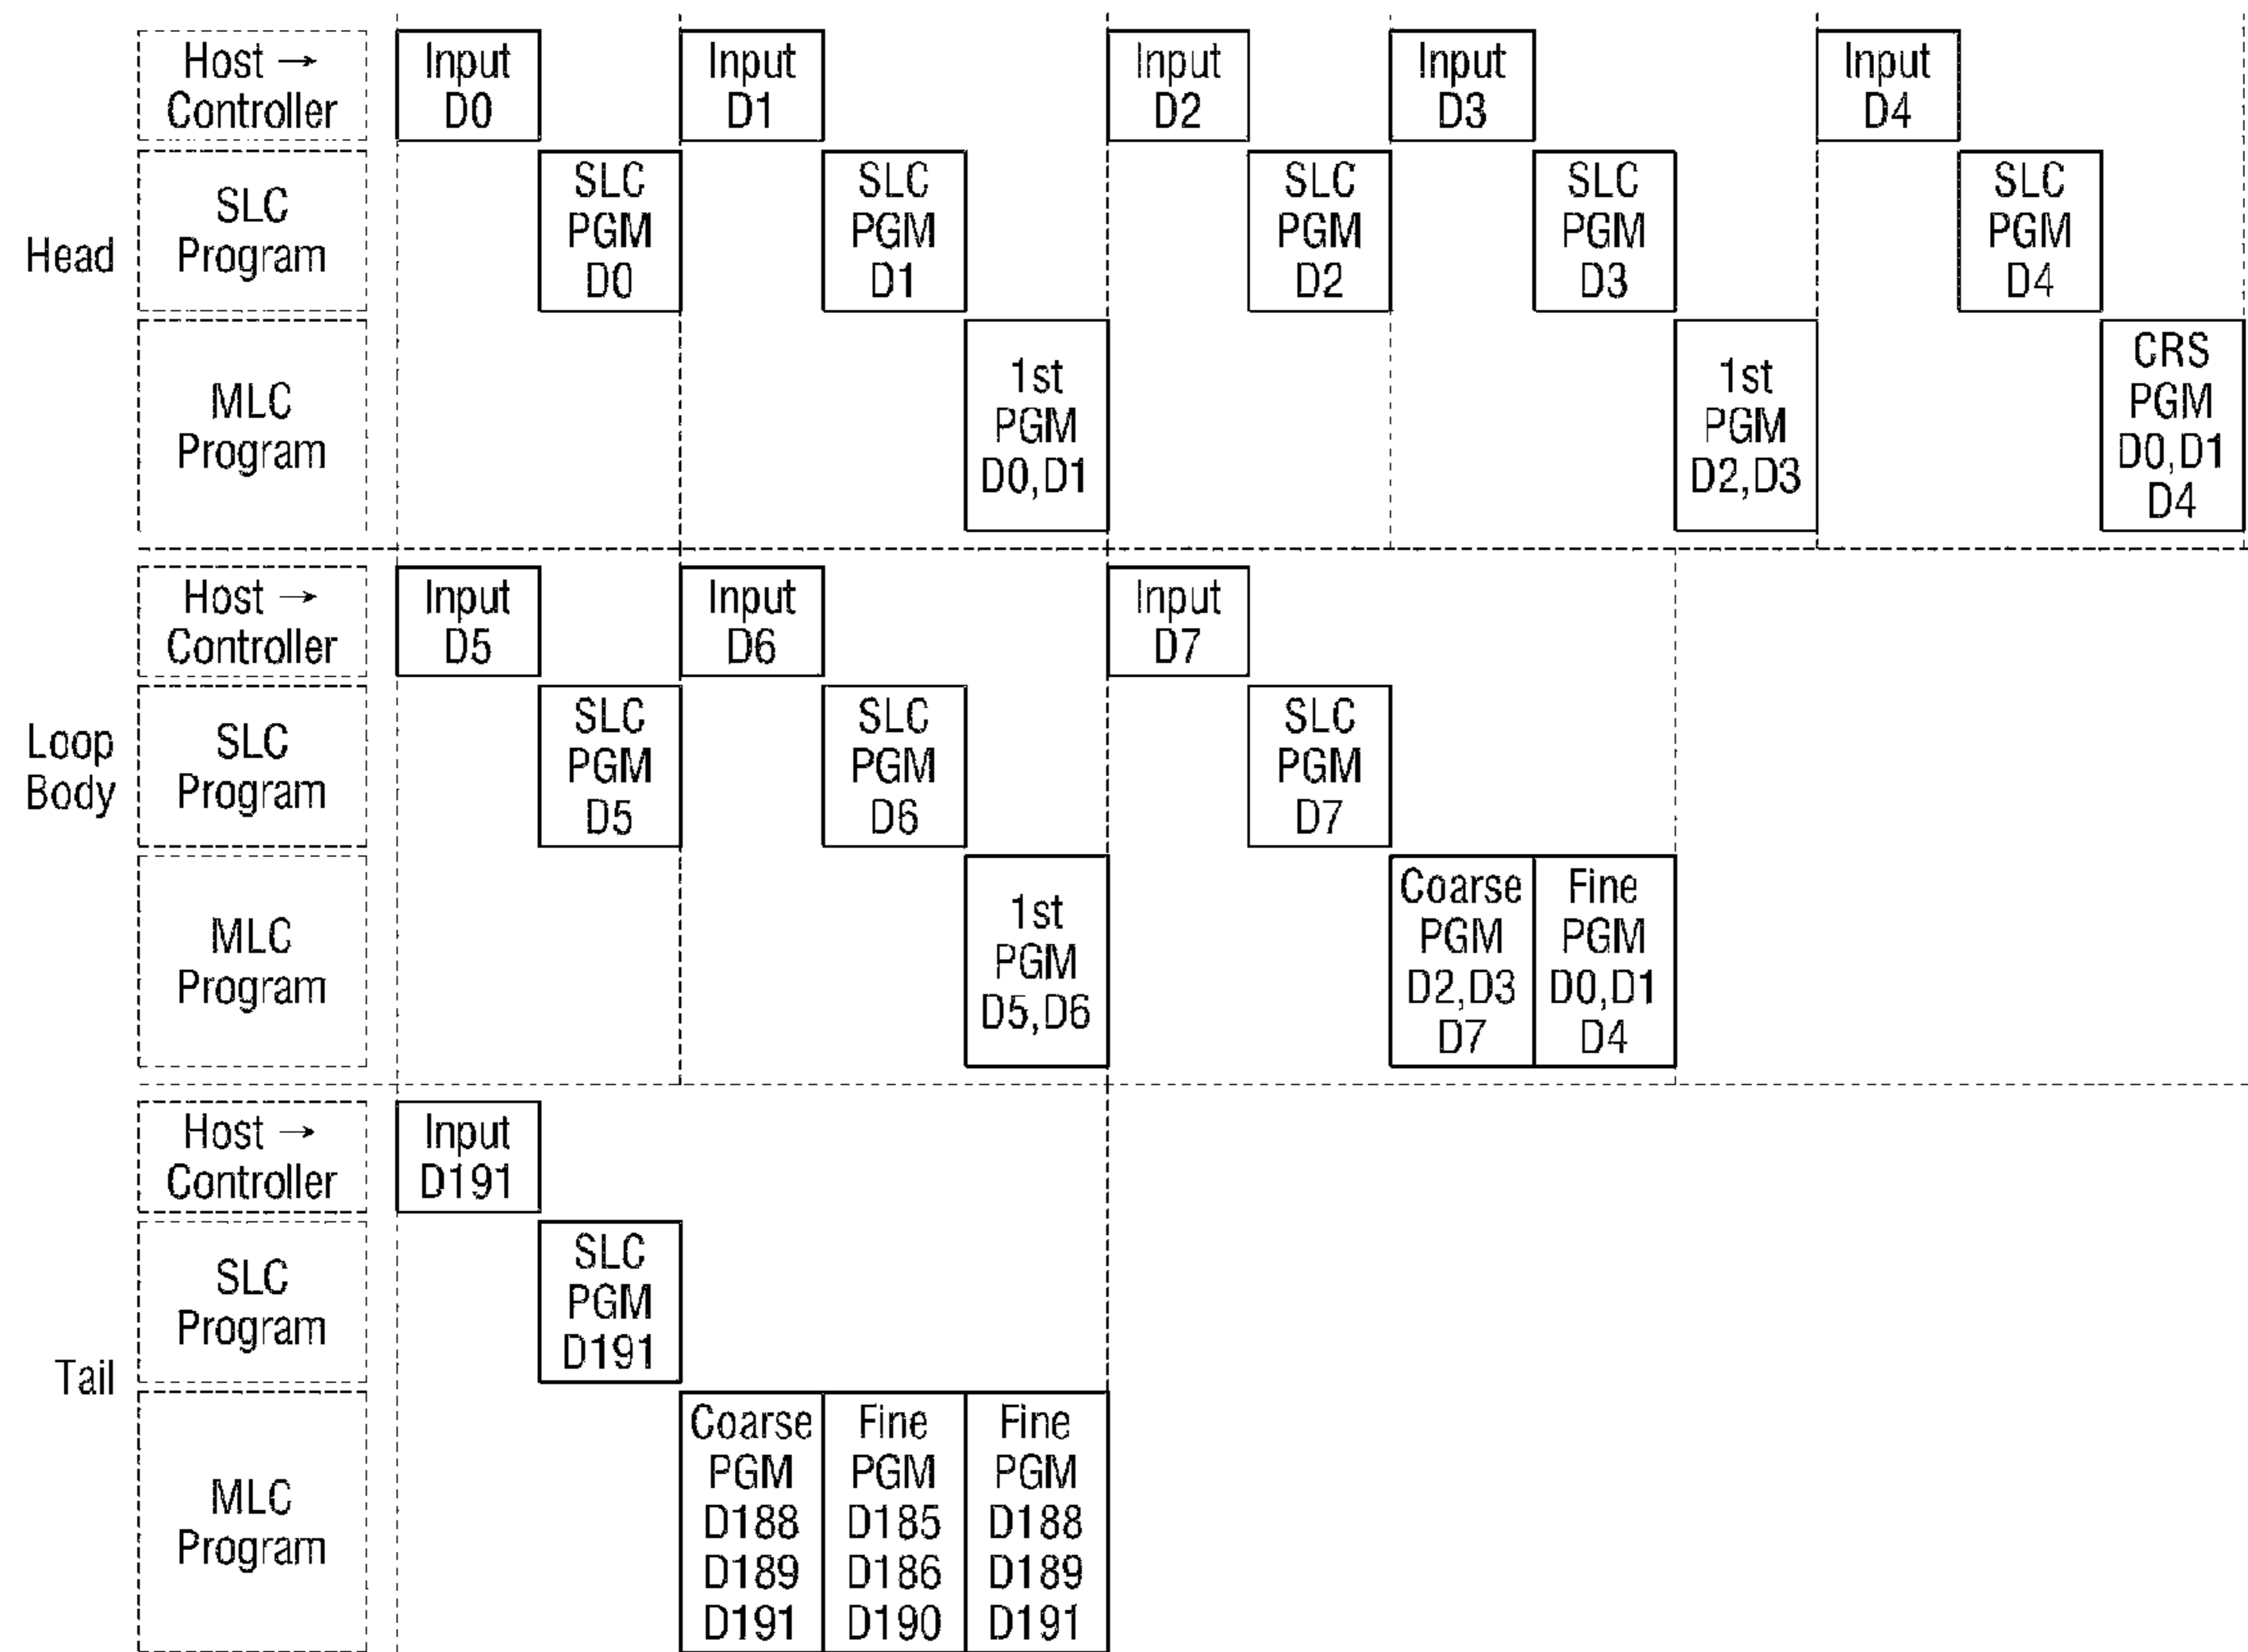 Head
Host →
Controller
Input
D0
Input
D1
Input
D2
Input
D3
Input
D4
SLC
Program
SLC
PGM
D0
SLC
PGM
D1
SLC
PGM
D2
SLC
PGM
D3
SLC
PGM
D4
MLC
Program
1st
PGM
D0,D1
1st
PGM
D2,D3
CRS
PGM
D0,D1
D4
Loop
Body
Host →
Controller
Input
D5
Input
D6
Input
D7
SLC
Program
SLC
PGM
D5
SLC
PGM
D6
SLC
PGM
D7
MLC
Program
1st
PGM
D5,D6
Coarse
PGM
D2,D3
D7
Fine
PGM
D0,D1
D4
Tail
Host →
Controller
Input
D191
SLC
Program
SLC
PGM
D191
MLC
Program
Coarse
PGM
D188
D189
D191
Fine
PGM
D185
D186
D190
Fine
PGM
D188
D189
D191